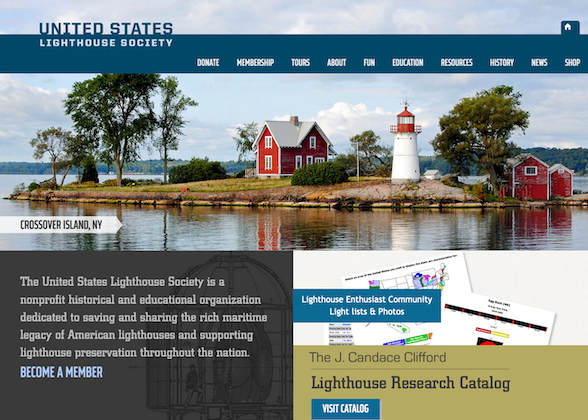 UNITED STATES
LIGHTHOUSE SOCIETY
DONATE MEMBERSHIP TOURS ABOUT FUN EDUCATION RESOURCES HISTORY NEWS SHOP
CROSSOVER ISLAND, NY
The United States Lighthouse Society is a
nonprofit historical and educational organization
dedicated to saving and sharing the rich maritime
legacy of American lighthouses and supporting
lighthouse preservation throughout the nation.
BECOME A MEMBER
Lighthouse Enthusiast Community
Light lists & Photos
The J. Candace Clifford
Lighthouse Research Catalog
VISIT CATALOG